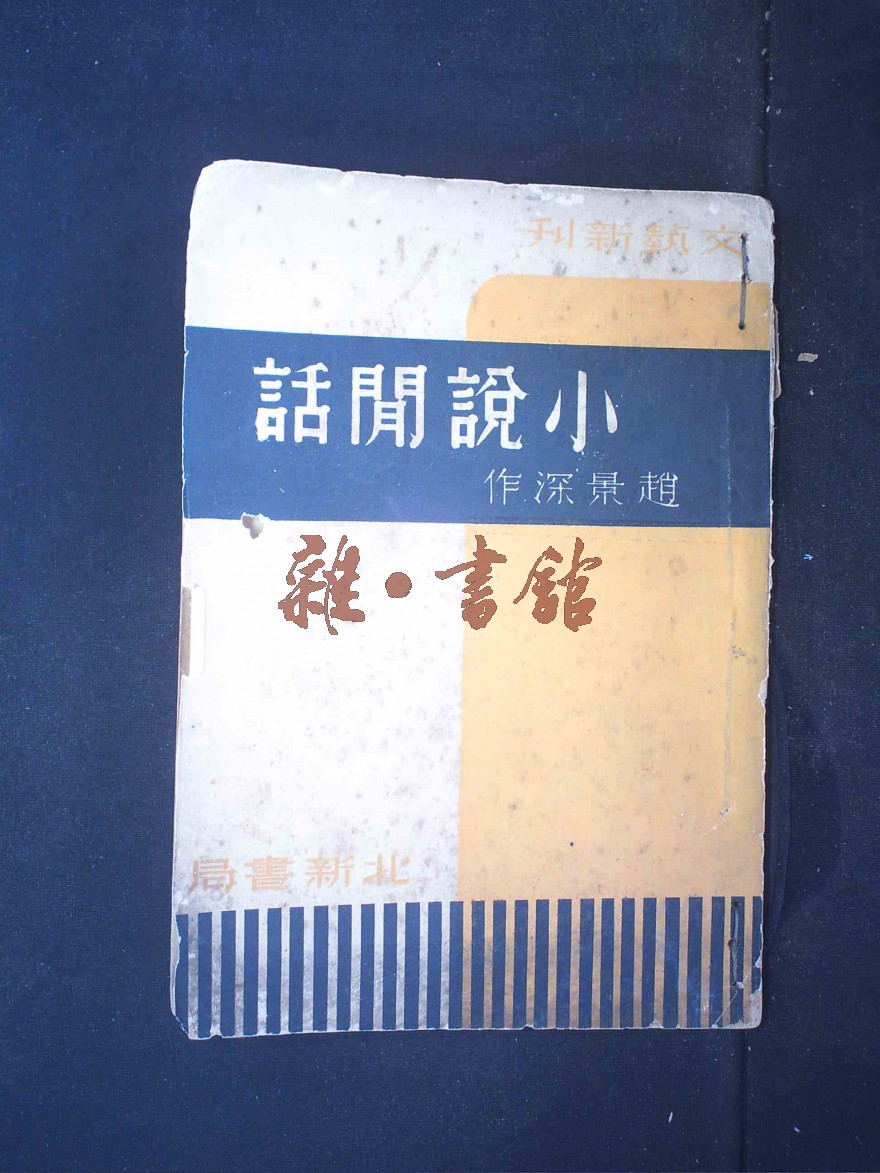 文藝新刊
小說閒話
趙景深作
雜·書館
北新書局